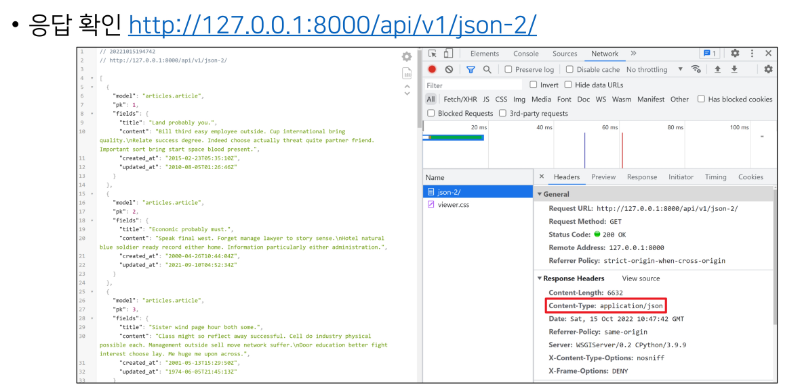 • 응답 확인 http://127.0.0.1:8000/api/v1/json-2/
1 // 20221015194742
2 // http://127.0.0.1:8000/api/v1/json-2/
3
4 [
5 {
6 "model": "articles.article",
7 "pk": 1,
8 "fields": {
9 "title": "Land probably you.",
10 "content": "Bill third easy employee outside. Cup international bring
quality.\nRelate success degree. Indeed choose actually threat quite partner friend.
Important sort bring start space blood present.",
11 "created_at": "2015-02-23T05:35:10Z",
12 "updated_at": "2010-08-05T01:26:46Z"
13 }
14 },
15 {
16 "model": "articles.article",
17 "pk": 2,
18 "fields": {
19 "title": "Economic probably must.",
20 "content": "Speak final west. Forget manage lawyer to story sense.\nHotel natural
blue soldier ready record either home. Information particularly either administration.",
21 "created_at": "2000-04-26T10:44:04Z",
22 "updated_at": "2021-09-10T04:52:34Z"
23 }
24 },
25 {
26 "model": "articles.article",
27 "pk": 3,
28 "fields": {
29 "title": "Sister wind page hour both some.",
30 "content": "Class might so reflect away successful. Cell do industry physical
possible each. Management outside sell move network suffer.\nDoor education better fight
interest choose lay. Me huge me upon across.",
31 "created_at": "2001-05-13T15:20:50Z",
32 "updated_at": "1974-06-05T21:45:13Z"
33 }
Elements Console Sources Network » 1
Preserve log Disable cache No throttling
Filter Invert Hide data URLs
All Fetch/XHR JS CSS Img Media Font Doc WS Wasm Manifest Other Has blocked cookies
Blocked Requests 3rd-party requests
20 ms 40 ms 60 ms 80 ms 100 ms
Name
json-2/
viewer.css
× Headers Preview Response Initiator Timing Cookies
General
Request URL: http://127.0.0.1:8000/api/v1/json-2/
Request Method: GET
Status Code: 200 OK
Remote Address: 127.0.0.1:8000
Referrer Policy: strict-origin-when-cross-origin
Response Headers View source
Content-Length: 6632
Content-Type: application/json
Date: Sat, 15 Oct 2022 10:47:42 GMT
Referrer-Policy: same-origin
Server: WSGIServer/0.2 CPython/3.9.9
X-Content-Type-Options: nosniff
X-Frame-Options: DENY